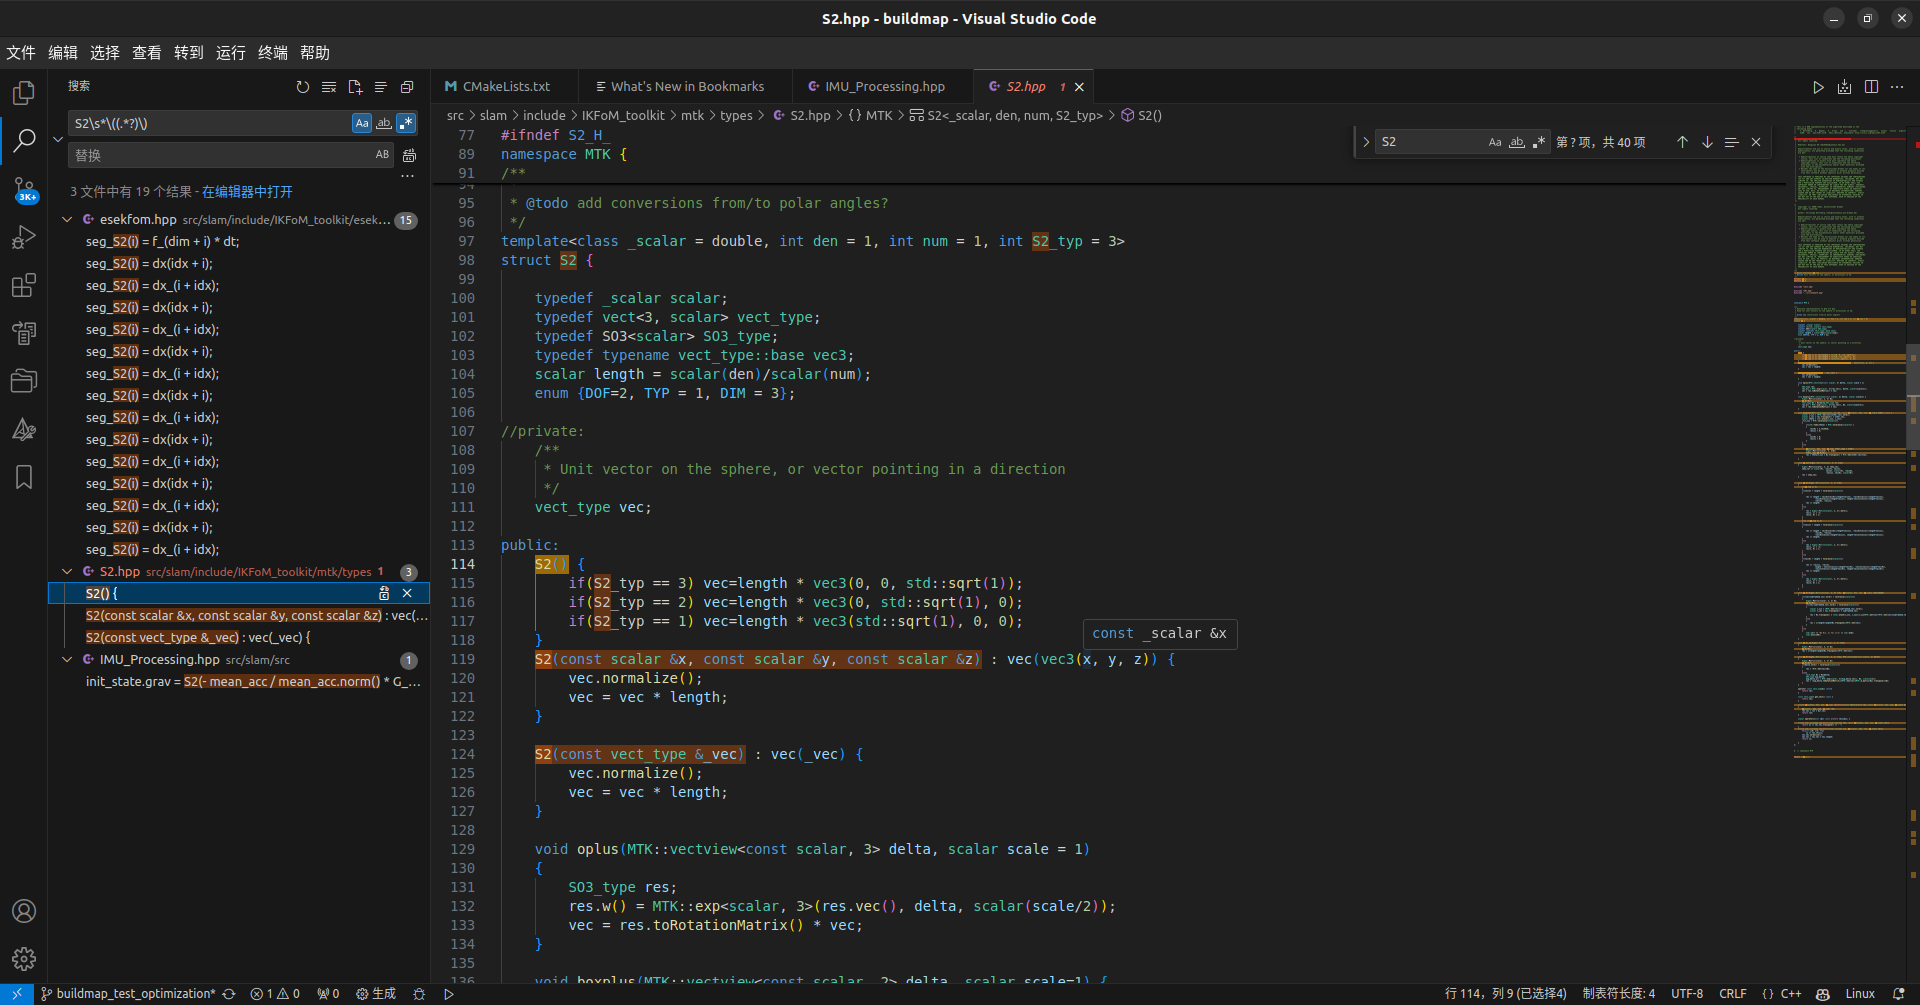 S2.hpp - buildmap - Visual Studio Code
文件 编辑 选择 查看 转到 运行 终端 帮助
搜索
S2\s*\((.*?)\)
Aa ab .*
替换
AB
3 文件中有 19 个结果 - 在编辑器中打开
esekfom.hpp src/slam/include/IKFoM_toolkit/esek... 15
seg_S2(i) = f_(dim + i) * dt;
seg_S2(i) = dx(idx + i);
seg_S2(i) = dx_(i + idx);
seg_S2(i) = dx(idx + i);
seg_S2(i) = dx_(i + idx);
seg_S2(i) = dx(idx + i);
seg_S2(i) = dx_(i + idx);
seg_S2(i) = dx(idx + i);
seg_S2(i) = dx_(i + idx);
seg_S2(i) = dx(idx + i);
seg_S2(i) = dx_(i + idx);
seg_S2(i) = dx(idx + i);
seg_S2(i) = dx_(i + idx);
seg_S2(i) = dx(idx + i);
seg_S2(i) = dx_(i + idx);
S2.hpp src/slam/include/IKFoM_toolkit/mtk/types 1 3
S2() {
S2(const scalar &x, const scalar &y, const scalar &z) : vec(...
S2(const vect_type &_vec) : vec(_vec) {
IMU_Processing.hpp src/slam/src 1
init_state.grav = S2(- mean_acc / mean_acc.norm() * G_...
3K+
CMakeLists.txt
What's New in Bookmarks
IMU_Processing.hpp
S2.hpp 1
src > slam > include > IKFoM_toolkit > mtk > types > S2.hpp > {} MTK > S2<_scalar, den, num, S2_typ> > S2()
S2 Aa ab .* 第 ? 项，共 40 项
77 #ifndef S2_H_
89 namespace MTK {
91 /**
94
95 * @todo add conversions from/to polar angles?
96 */
97 template<class _scalar = double, int den = 1, int num = 1, int S2_typ = 3>
98 struct S2 {
99
100 typedef _scalar scalar;
101 typedef vect<3, scalar> vect_type;
102 typedef SO3<scalar> SO3_type;
103 typedef typename vect_type::base vec3;
104 scalar length = scalar(den)/scalar(num);
105 enum {DOF=2, TYP = 1, DIM = 3};
106
107 //private:
108 /**
109 * Unit vector on the sphere, or vector pointing in a direction
110 */
111 vect_type vec;
112
113 public:
114 S2() {
115 if(S2_typ == 3) vec=length * vec3(0, 0, std::sqrt(1));
116 if(S2_typ == 2) vec=length * vec3(0, std::sqrt(1), 0);
117 if(S2_typ == 1) vec=length * vec3(std::sqrt(1), 0, 0);
118 }
const _scalar &x
119 S2(const scalar &x, const scalar &y, const scalar &z) : vec(vec3(x, y, z)) {
120 vec.normalize();
121 vec = vec * length;
122 }
123
124 S2(const vect_type &_vec) : vec(_vec) {
125 vec.normalize();
126 vec = vec * length;
127 }
128
129 void oplus(MTK::vectview<const scalar, 3> delta, scalar scale = 1)
130 {
131 SO3_type res;
132 res.w() = MTK::exp<scalar, 3>(res.vec(), delta, scalar(scale/2));
133 vec = res.toRotationMatrix() * vec;
134 }
135
136 void boxplus(MTK::vectview<const scalar, 2> delta, scalar scale=1) {
buildmap_test_optimization* 1 0 0 生成
行 114，列 9 (已选择4) 制表符长度: 4 UTF-8 CRLF {} C++ Linux